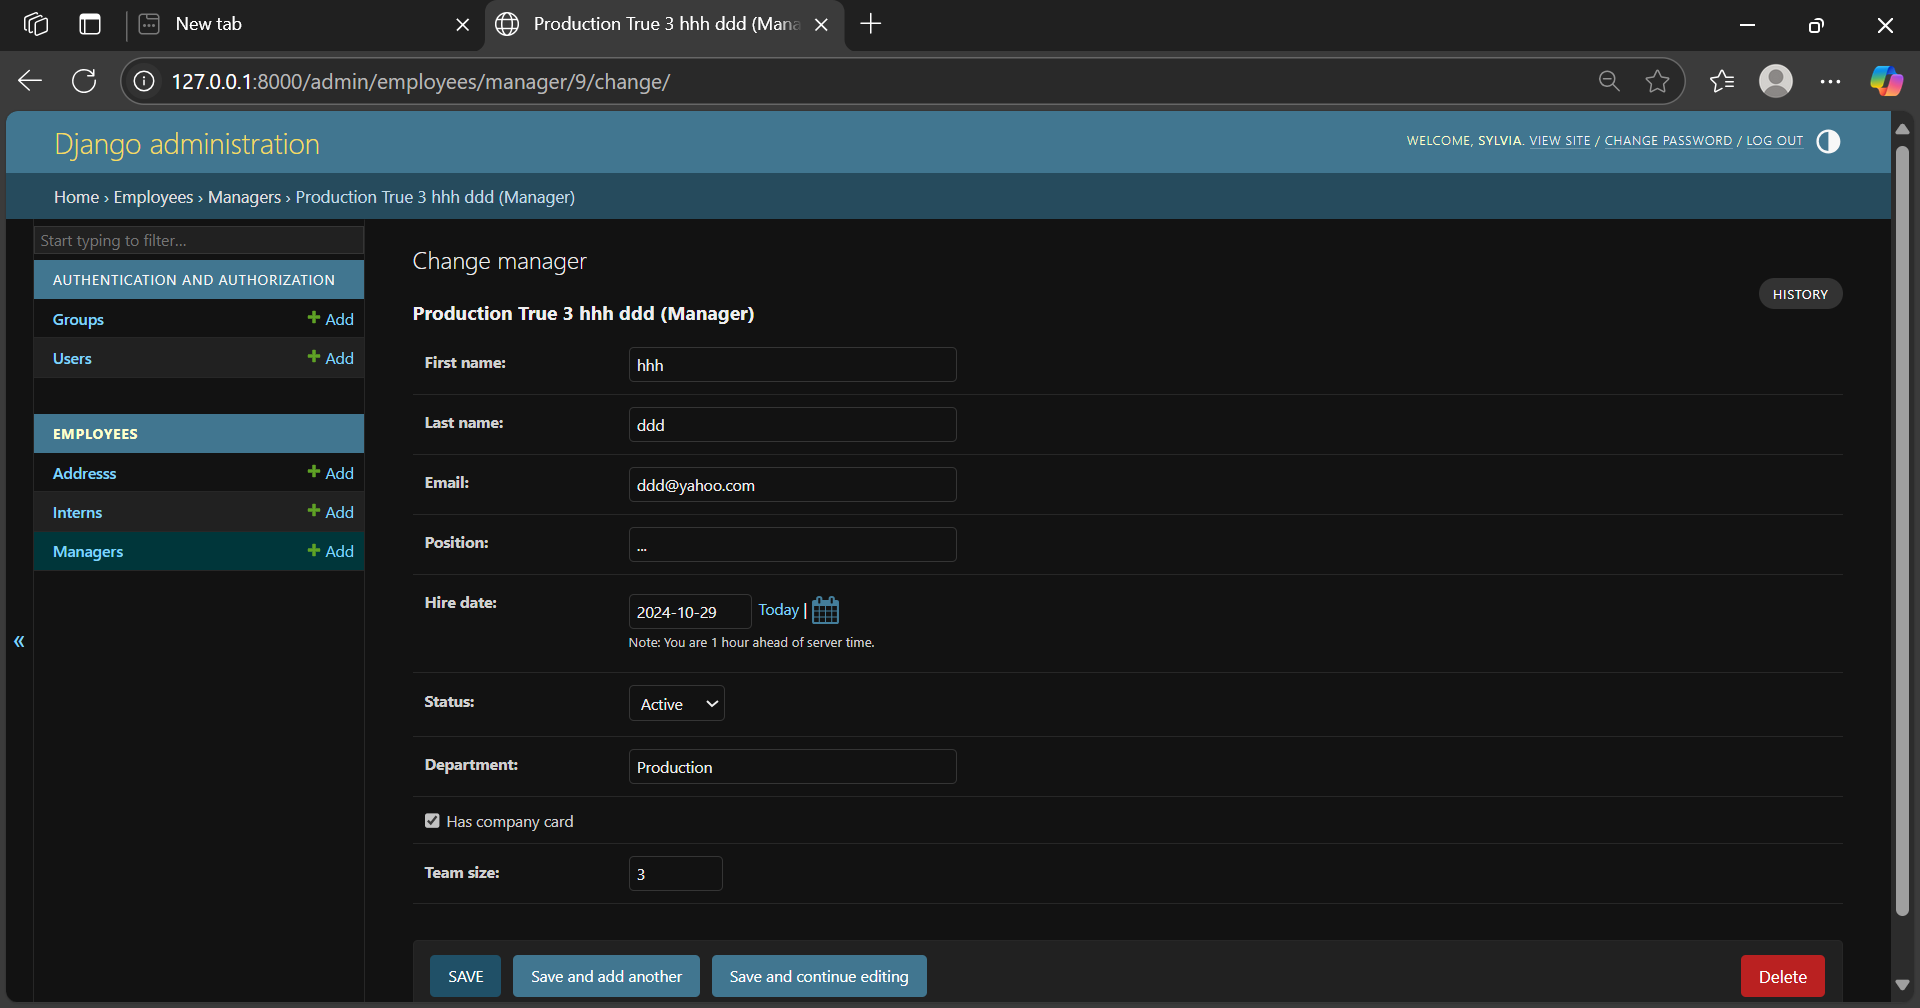 New tab
Production True 3 hhh ddd (Mana
127.0.0.1:8000/admin/employees/manager/9/change/
Django administration
WELCOME, SYLVIA. VIEW SITE / CHANGE PASSWORD / LOG OUT
Home › Employees › Managers › Production True 3 hhh ddd (Manager)
Start typing to filter...
AUTHENTICATION AND AUTHORIZATION
Groups + Add
Users + Add
EMPLOYEES
Addresss + Add
Interns + Add
Managers + Add
«
Change manager
HISTORY
Production True 3 hhh ddd (Manager)
First name: hhh
Last name: ddd
Email: ddd@yahoo.com
Position: ...
Hire date: 2024-10-29 Today |
Note: You are 1 hour ahead of server time.
Status: Active
Department: Production
Has company card
Team size: 3
SAVE Save and add another Save and continue editing Delete